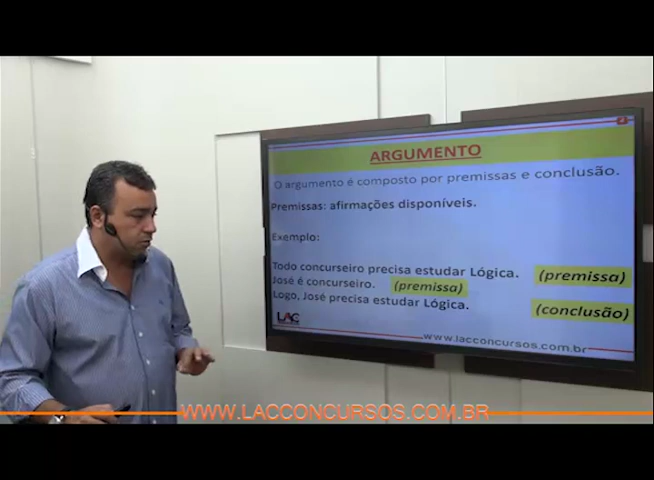 ARGUMENTO
O argumento é composto por premissas e conclusão.
Premissas: afirmações disponíveis.
Exemplo:
Todo concurseiro precisa estudar Lógica. (premissa)
José é concurseiro. (premissa)
Logo, José precisa estudar Lógica. (conclusão)
LAC
www.lacconcursos.com.br
WWW.LACCONCURSOS.COM.BR